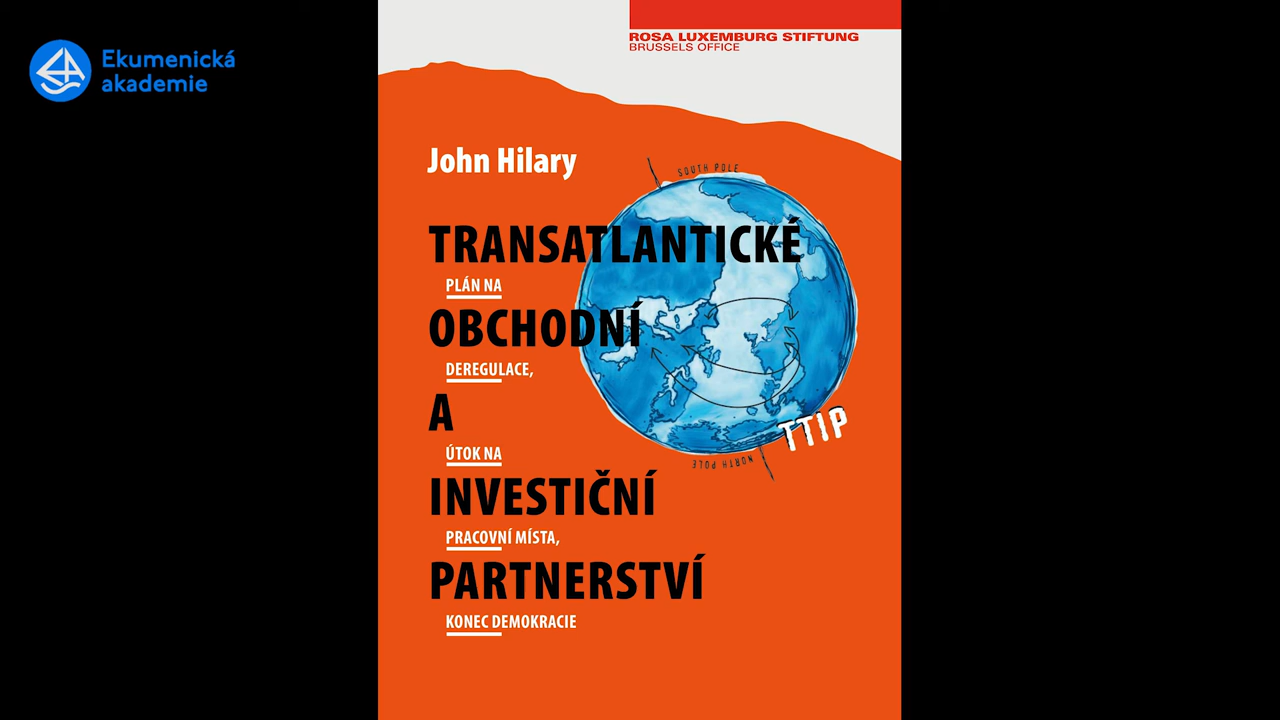 Ekumenická
akademie
ROSA LUXEMBURG STIFTUNG
BRUSSELS OFFICE
John Hilary
SOUTH POLE
TRANSATLANTICKÉ
PLÁN NA
OBCHODNÍ
DEREGULACE,
A
TTIP
ÚTOK NA
NORTH POLE
INVESTIČNÍ
PRACOVNÍ MÍSTA,
PARTNERSTVÍ
KONEC DEMOKRACIE